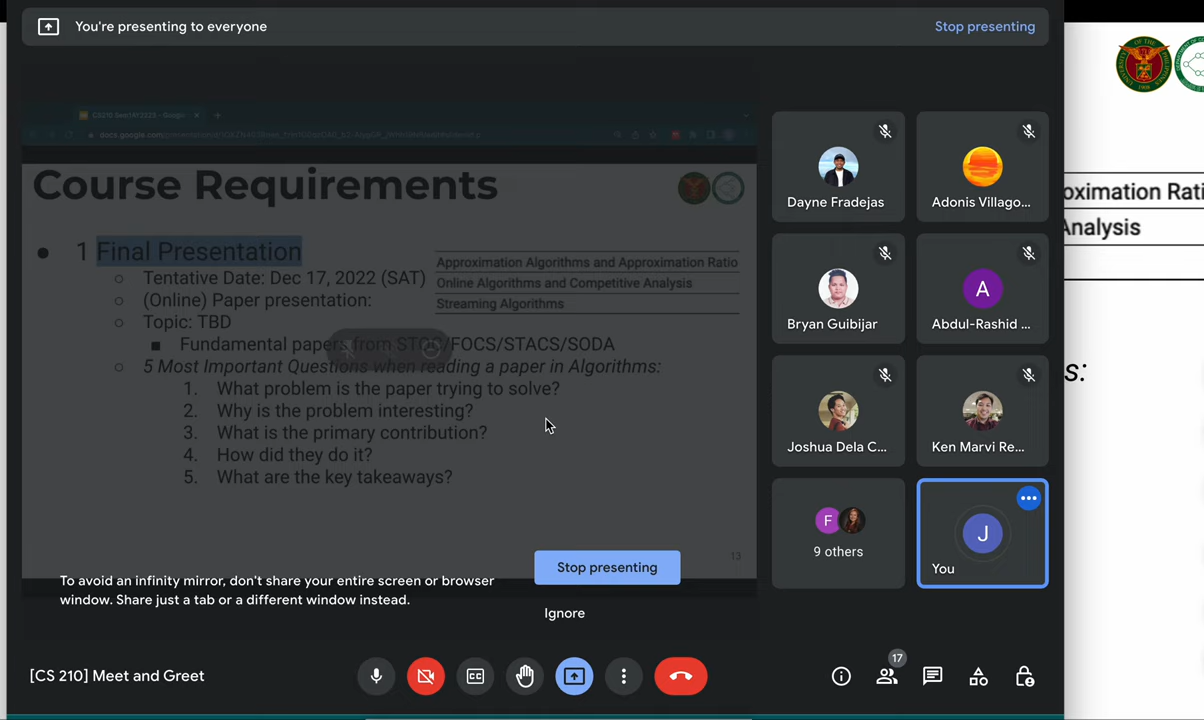 You're presenting to everyone
Stop presenting
CS210 Sem1AY2223 - Google
docs.google.com
Course Requirements
1 Final Presentation
Tentative Date: Dec 17, 2022 (SAT)
(Online) Paper presentation:
Topic: TBD
Fundamental papers from STOC/FOCS/STACS/SODA
5 Most Important Questions when reading a paper in Algorithms:
1. What problem is the paper trying to solve?
2. Why is the problem interesting?
3. What is the primary contribution?
4. How did they do it?
5. What are the key takeaways?
Approximation Algorithms and Approximation Ratio
Online Algorithms and Competitive Analysis
Streaming Algorithms
13
To avoid an infinity mirror, don't share your entire screen or browser
window. Share just a tab or a different window instead.
Stop presenting
Ignore
Dayne Fradejas
Adonis Villago...
Bryan Guibijar
A
Abdul-Rashid ...
Joshua Dela C...
Ken Marvi Re...
F
9 others
J
You
[CS 210] Meet and Greet
CC
17
oximation Rati
Analysis
s: